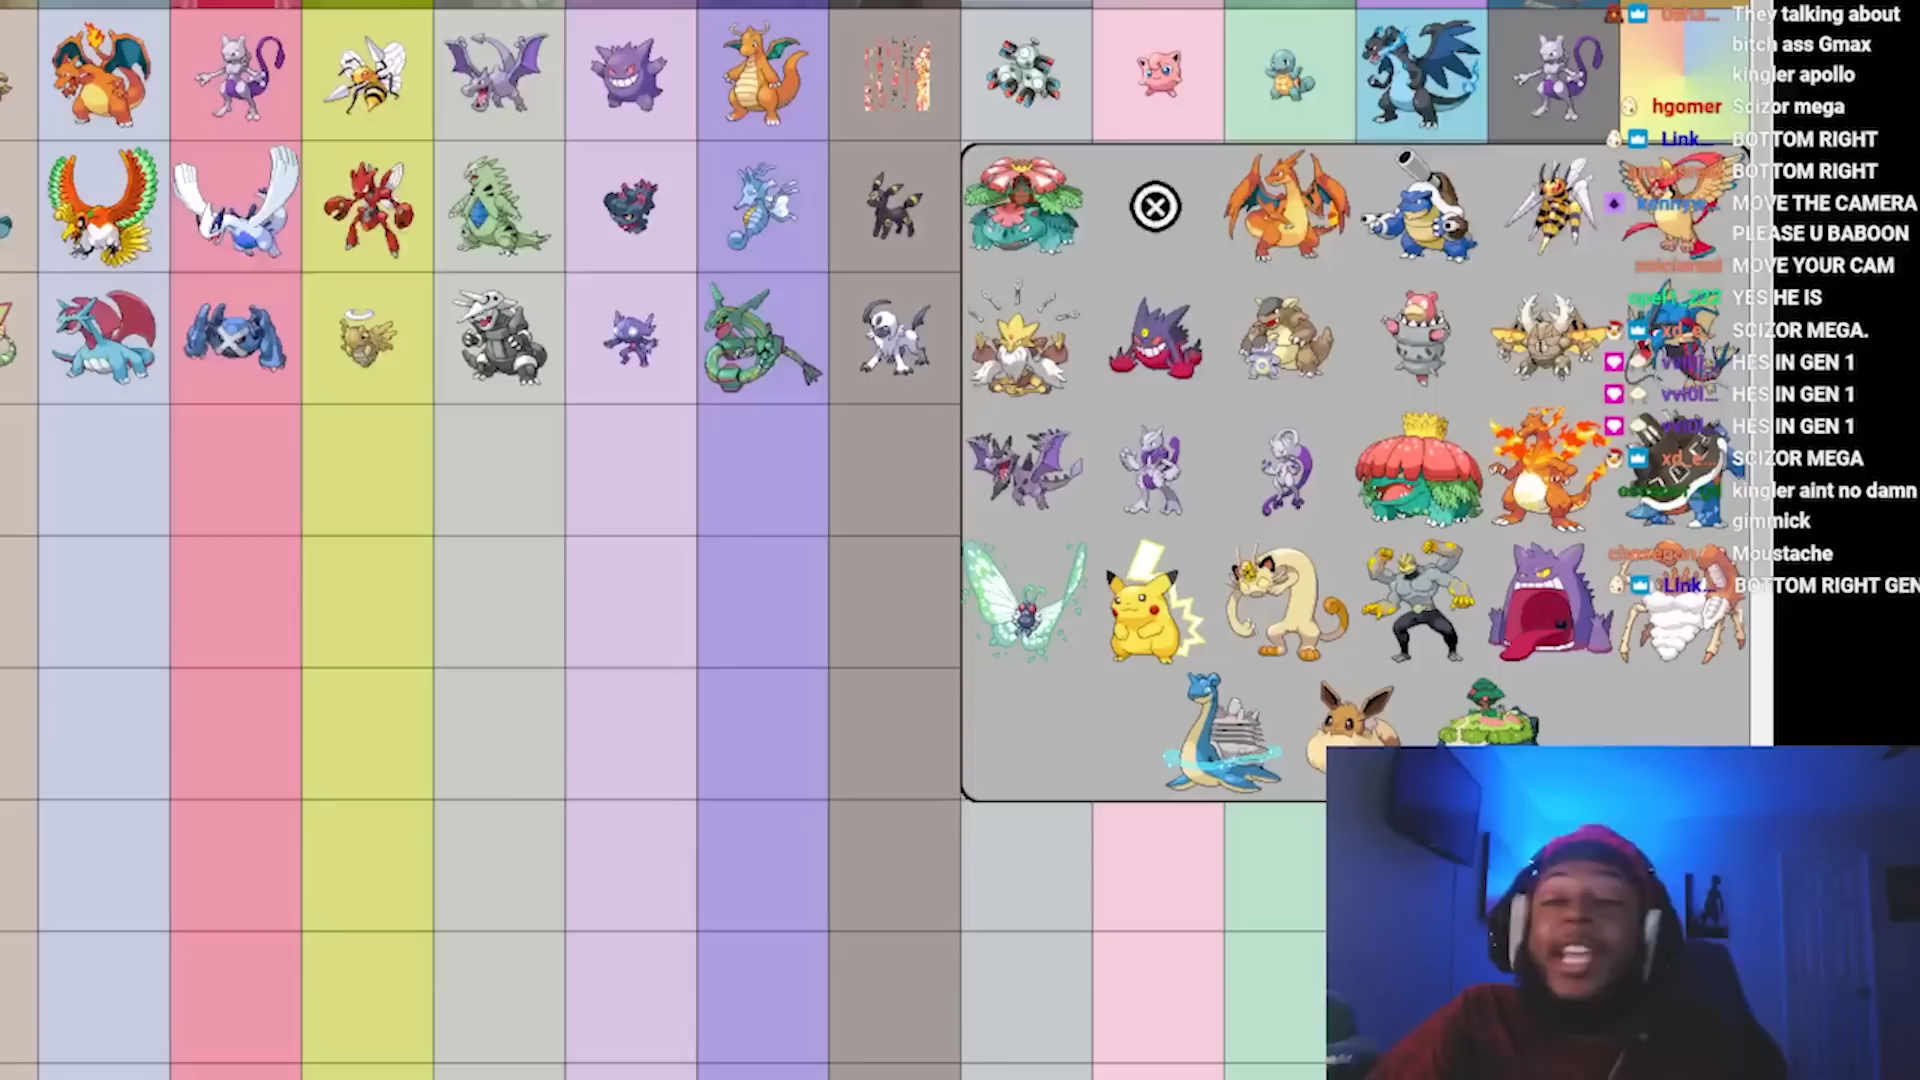 They talking about
bitch ass Gmax
kingler apollo
hgomer Scizor mega
Link... BOTTOM RIGHT
BOTTOM RIGHT
MOVE THE CAMERA
PLEASE U BABOON
MOVE YOUR CAM
YES HE IS
xd_e... SCIZOR MEGA.
HES IN GEN 1
HES IN GEN 1
HES IN GEN 1
xd_e... SCIZOR MEGA
kingler aint no damn
gimmick
Moustache
Link... BOTTOM RIGHT GEN